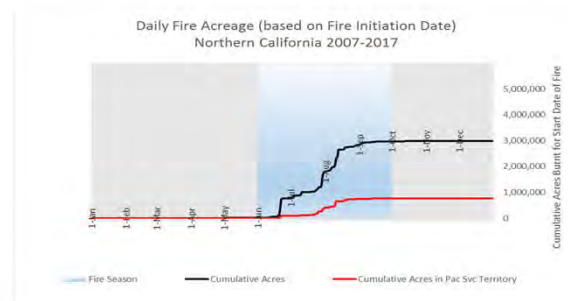 Daily Fire Acreage (based on Fire Initiation Date)
Northern California 2007-2017
5,000,000
4,000,000
3,000,000
2,000,000
1,000,000
0
Cumulative Acres Burnt for Start Date of Fire
1-Jan
1-Feb
1-Mar
1-Apr
1-May
1-Jun
1-Jul
1-Aug
1-Sep
1-Oct
1-Nov
1-Dec
Fire Season
Cumulative Acres
Cumulative Acres in Pac Svc Territory